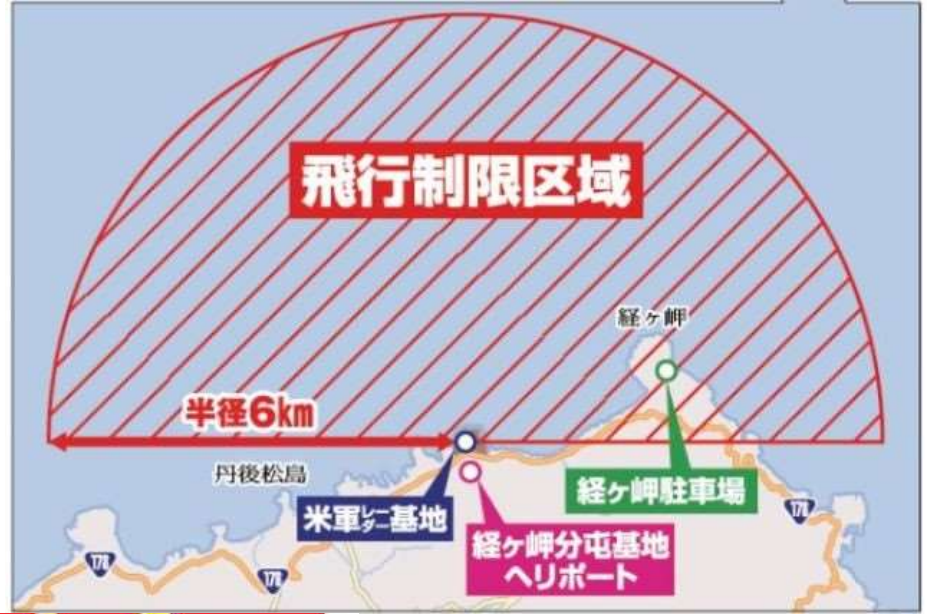 飛行制限区域
経ヶ岬
半径6km
丹後松島
米軍レーダー基地
経ヶ岬駐車場
経ヶ岬分屯基地
ヘリポート
178
178
178